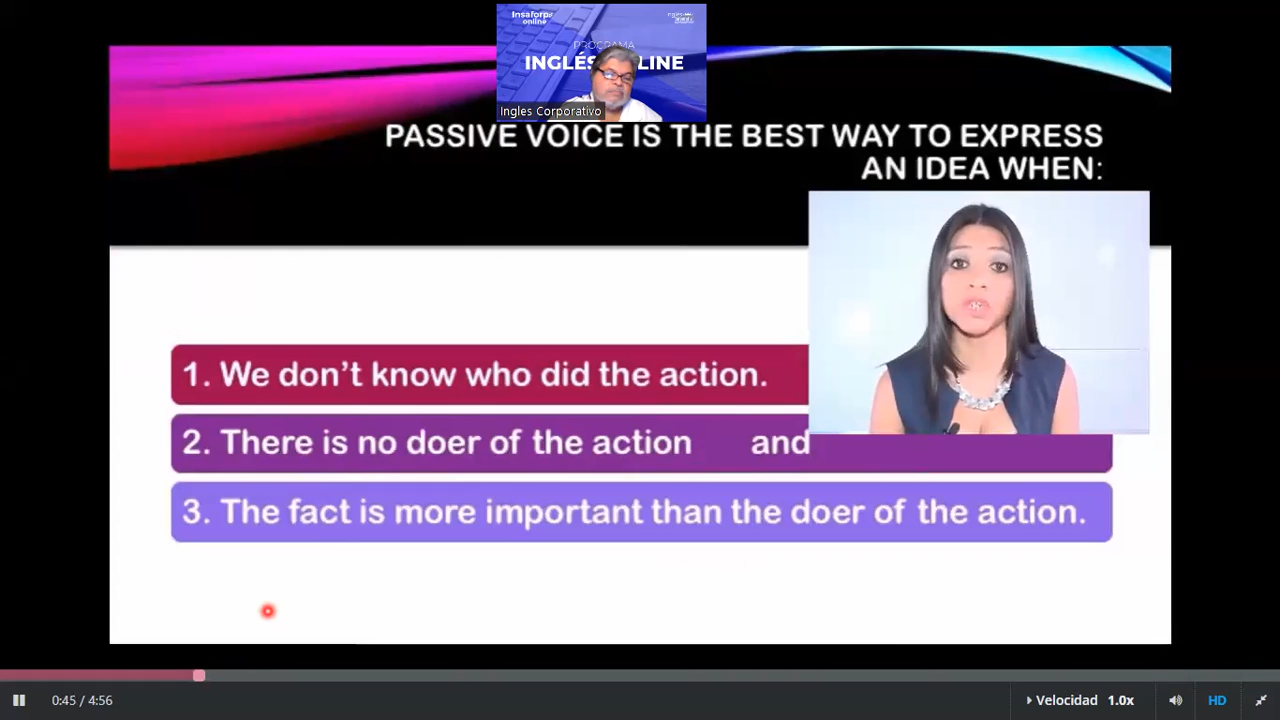 Insaforp
online
PROGRAMA
INGLÉS LINE
Ingles Corporativo
PASSIVE VOICE IS THE BEST WAY TO EXPRESS
AN IDEA WHEN:
1. We don't know who did the action.
2. There is no doer of the action and
3. The fact is more important than the doer of the action.
0:45 / 4:56
Velocidad 1.0x
HD